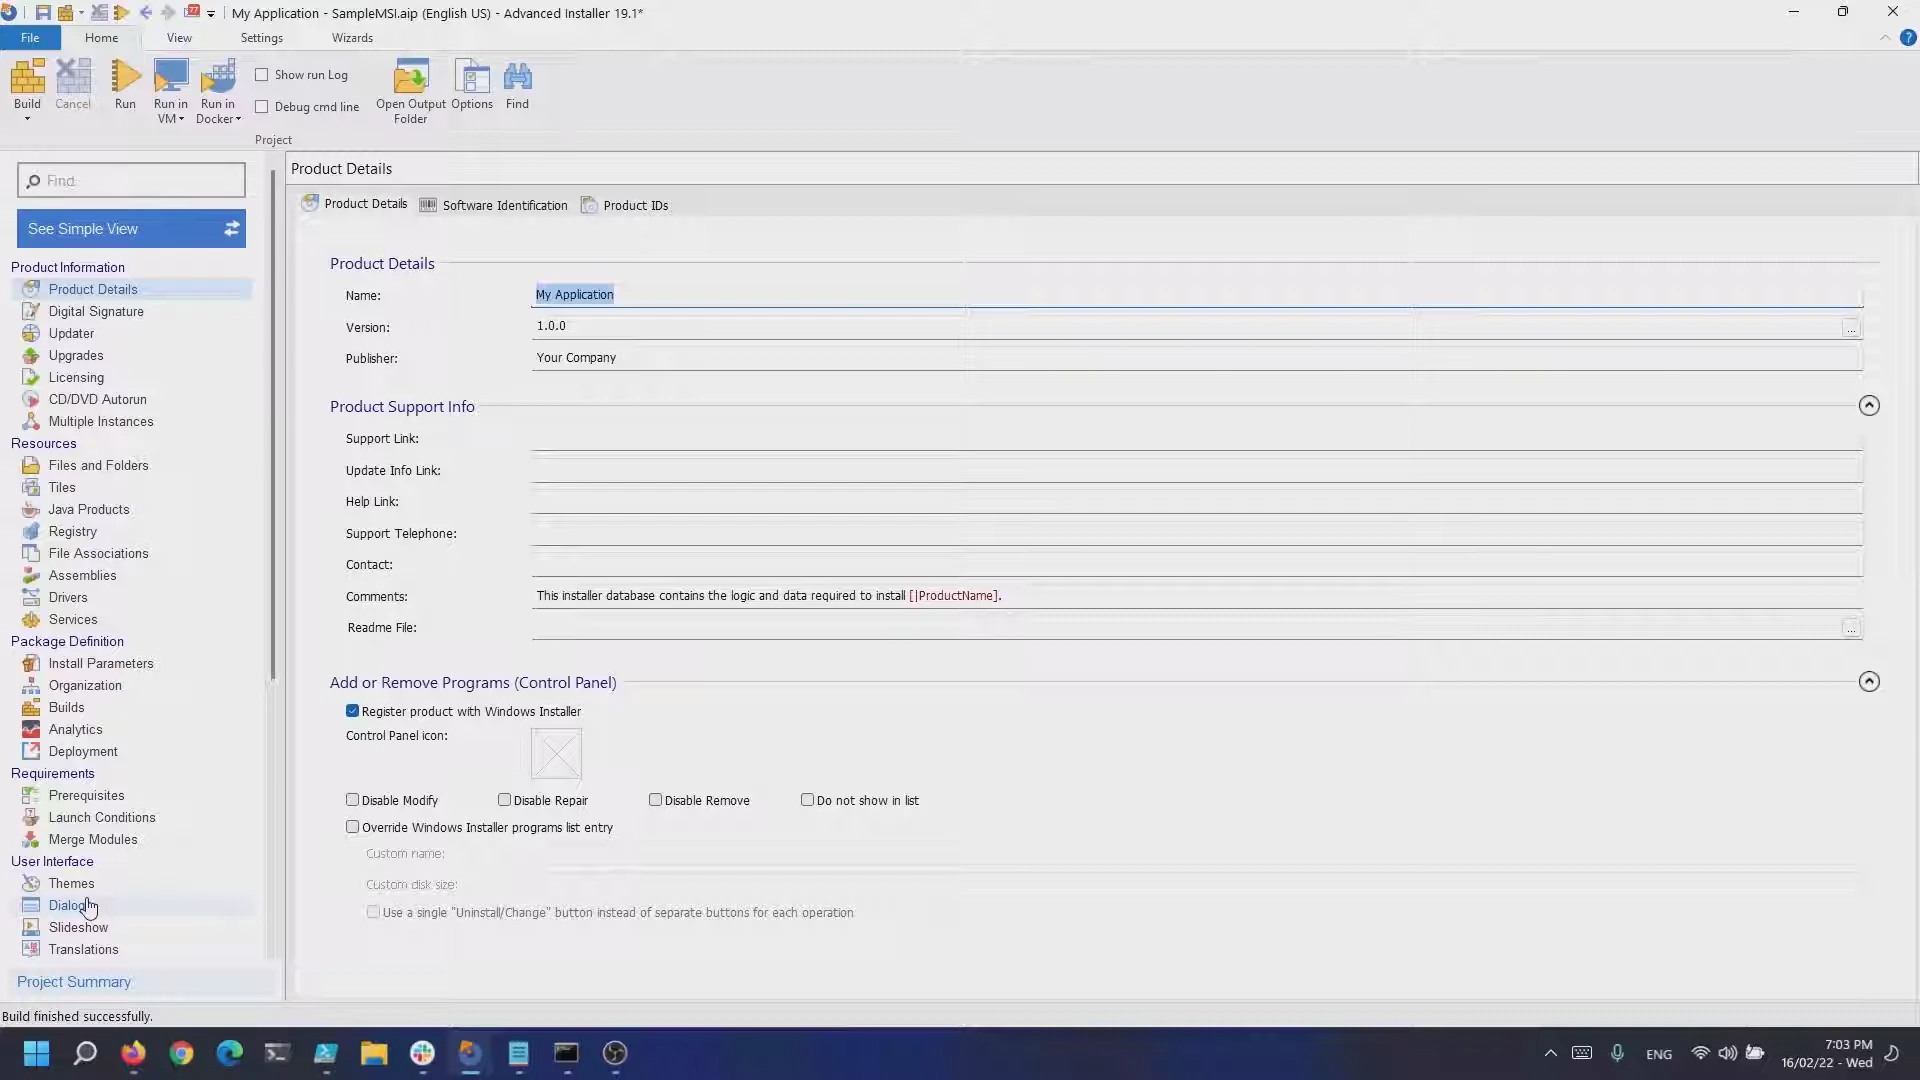 My Application - SampleMSI.aip (English US) - Advanced Installer 19.1*
File
Home
View
Settings
Wizards
Build
Cancel
Run
Run in
VM
Run in
Docker
Show run Log
Debug cmd line
Open Output
Folder
Options
Find
Project
Find
See Simple View
Product Information
Product Details
Digital Signature
Updater
Upgrades
Licensing
CD/DVD Autorun
Multiple Instances
Resources
Files and Folders
Tiles
Java Products
Registry
File Associations
Assemblies
Drivers
Services
Package Definition
Install Parameters
Organization
Builds
Analytics
Deployment
Requirements
Prerequisites
Launch Conditions
Merge Modules
User Interface
Themes
Dialog
Slideshow
Translations
Project Summary
Product Details
Product Details
Software Identification
Product IDs
Product Details
Name:
My Application
Version:
1.0.0
...
Publisher:
Your Company
Product Support Info
Support Link:
Update Info Link:
Help Link:
Support Telephone:
Contact:
Comments:
This installer database contains the logic and data required to install [|ProductName].
Readme File:
...
Add or Remove Programs (Control Panel)
Register product with Windows Installer
Control Panel icon:
Disable Modify
Disable Repair
Disable Remove
Do not show in list
Override Windows Installer programs list entry
Custom name:
Custom disk size:
Use a single "Uninstall/Change" button instead of separate buttons for each operation
Build finished successfully.
ENG
7:03 PM
16/02/22 - Wed